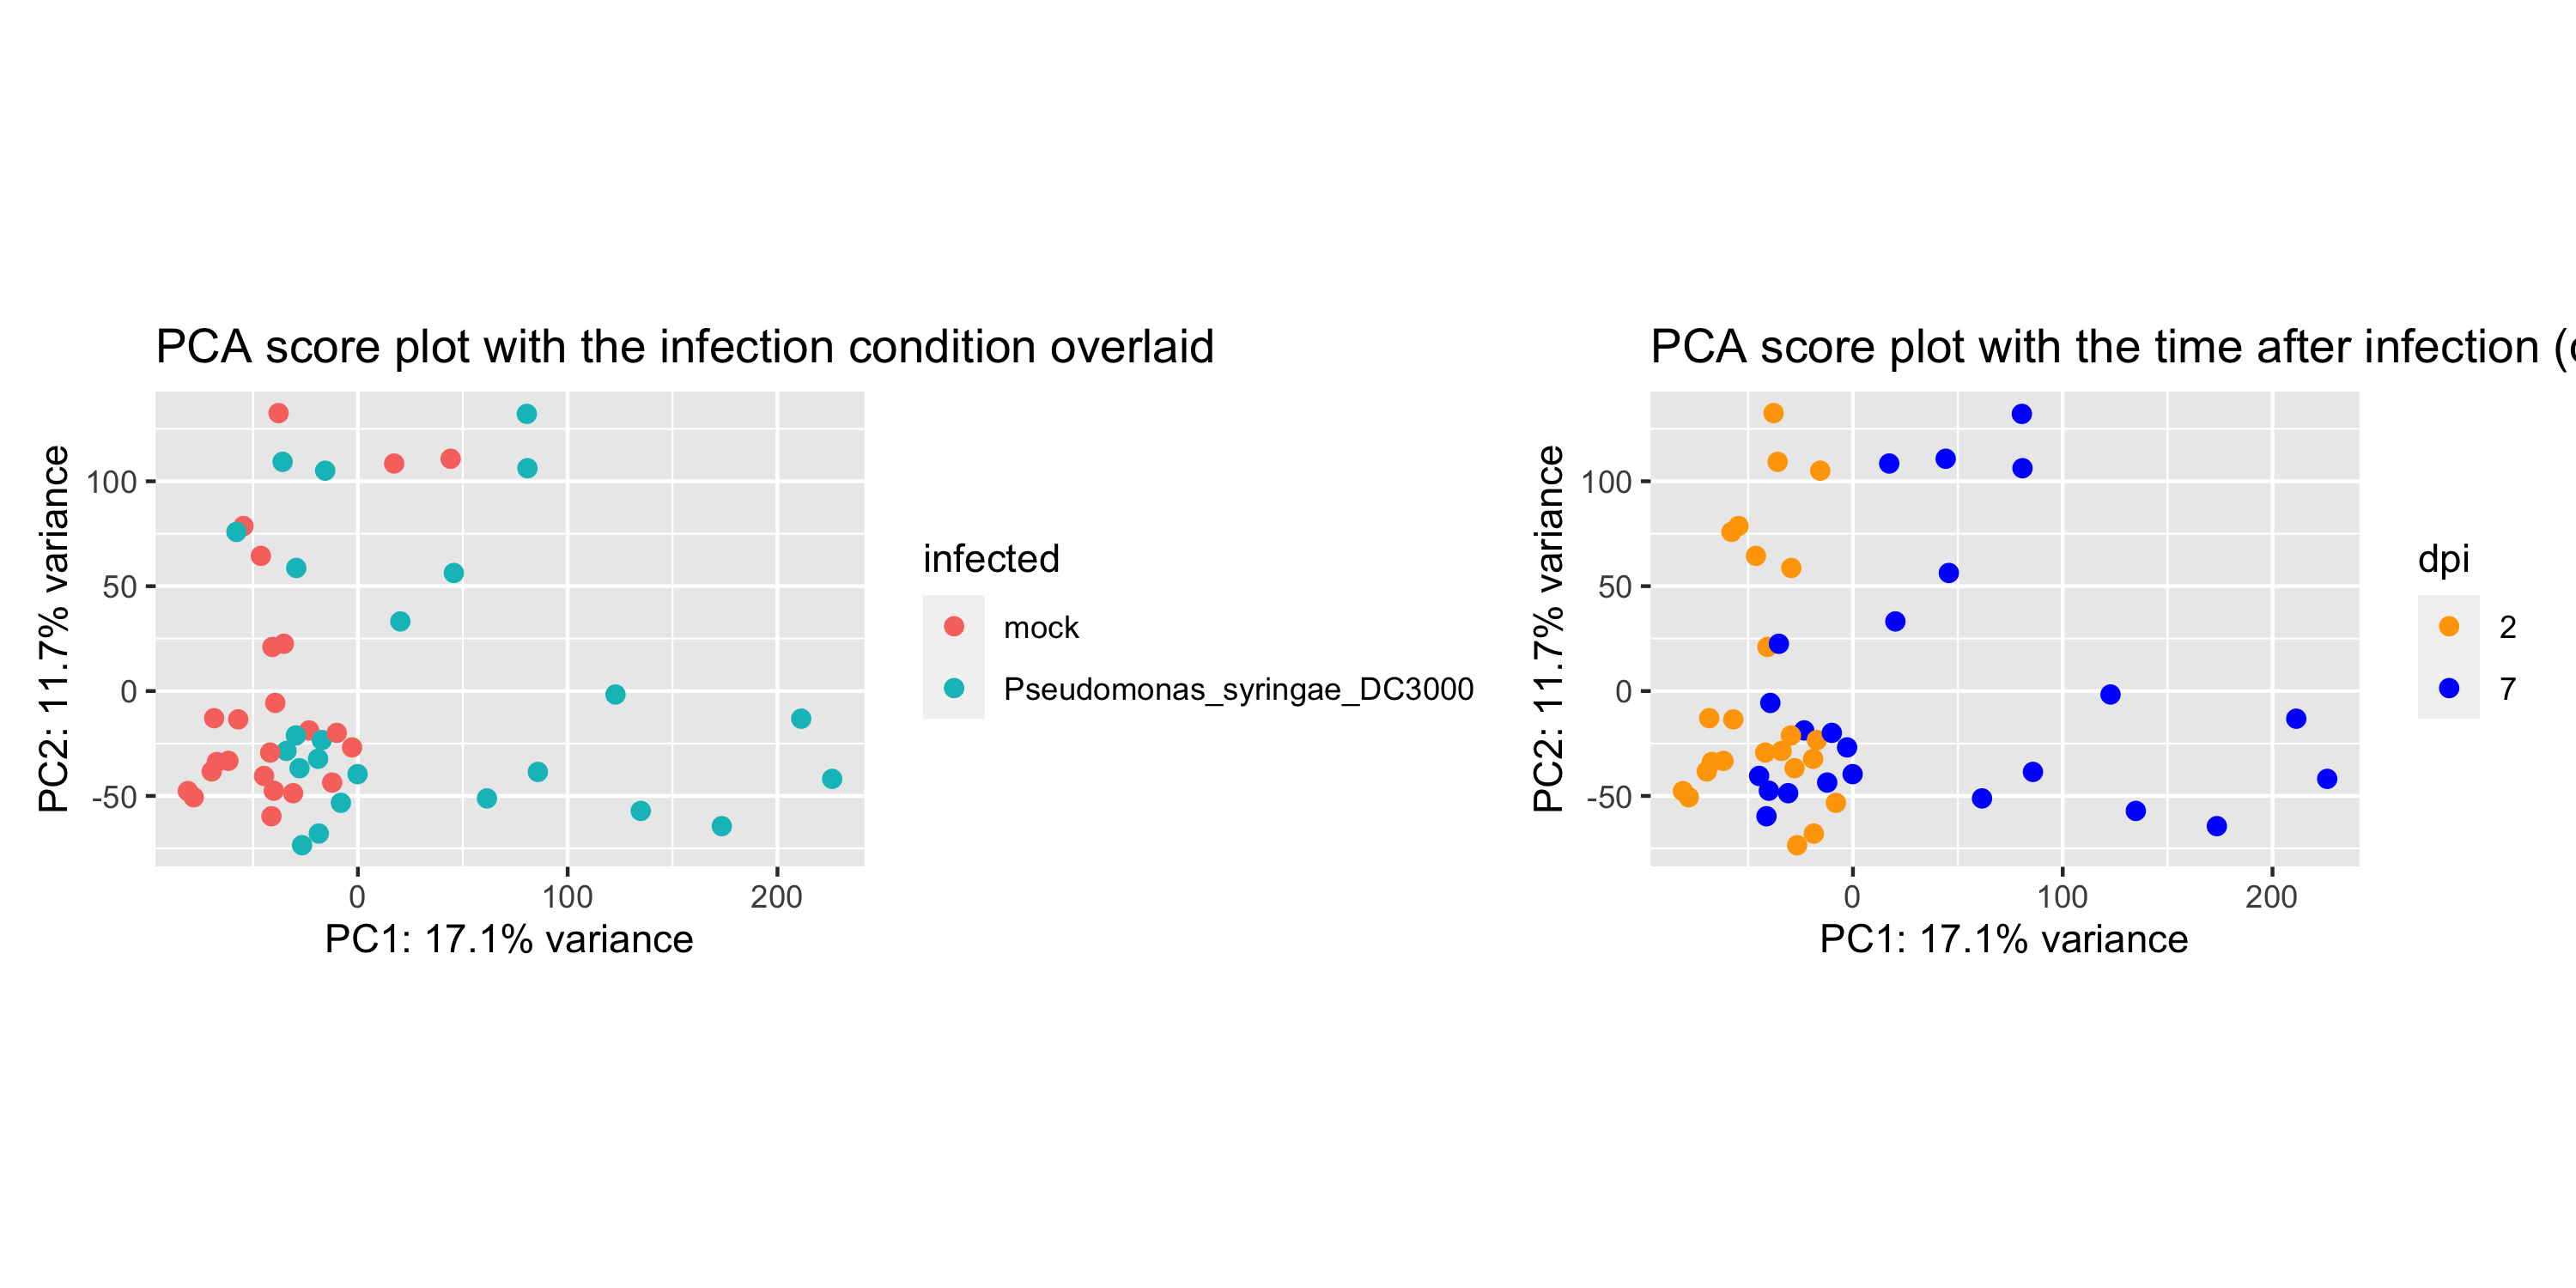 PCA score plot with the infection condition overlaid
PC2: 11.7% variance
100
50
0
-50
0 100 200
PC1: 17.1% variance
infected
mock
Pseudomonas_syringae_DC3000
PCA score plot with the time after infection (
PC2: 11.7% variance
100
50
0
-50
0 100 200
PC1: 17.1% variance
dpi
2
7